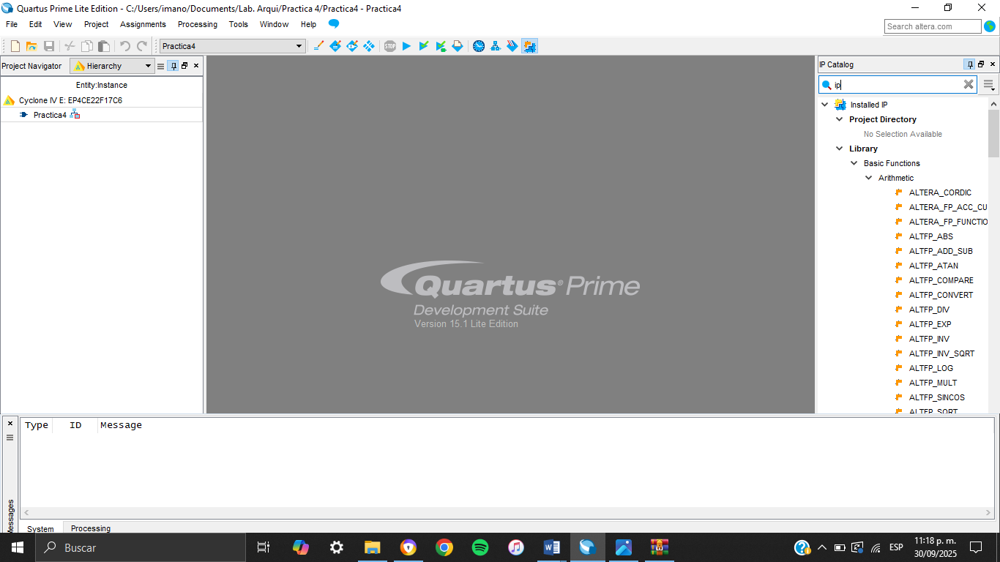 Quartus Prime Lite Edition - C:/Users/imano/Documents/Lab. Arqui/Practica 4/Practica4 - Practica4
File Edit View Project Assignments Processing Tools Window Help
Search altera.com
Practica4
STOP
Project Navigator
Hierarchy
Entity:Instance
Cyclone IV E: EP4CE22F17C6
Practica4
Quartus® Prime
Development Suite
Version 15.1 Lite Edition
IP Catalog
ip
Installed IP
Project Directory
No Selection Available
Library
Basic Functions
Arithmetic
ALTERA_CORDIC
ALTERA_FP_ACC_CU
ALTERA_FP_FUNCTIO
ALTFP_ABS
ALTFP_ADD_SUB
ALTFP_ATAN
ALTFP_COMPARE
ALTFP_CONVERT
ALTFP_DIV
ALTFP_EXP
ALTFP_INV
ALTFP_INV_SQRT
ALTFP_LOG
ALTFP_MULT
ALTFP_SINCOS
ALTFP_SQRT
Type ID Message
Messages
System Processing
Buscar
ESP
11:18 p. m.
30/09/2025